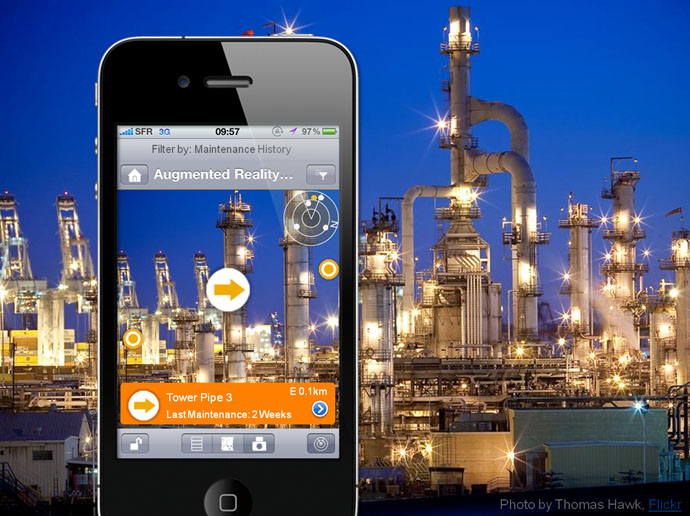 SFR 3G 09:57 97%
Filter by: Maintenance History
Augmented Reality...
N
Tower Pipe 3 E 0.1km
Last Maintenance: 2 Weeks
Photo by Thomas Hawk, Flickr